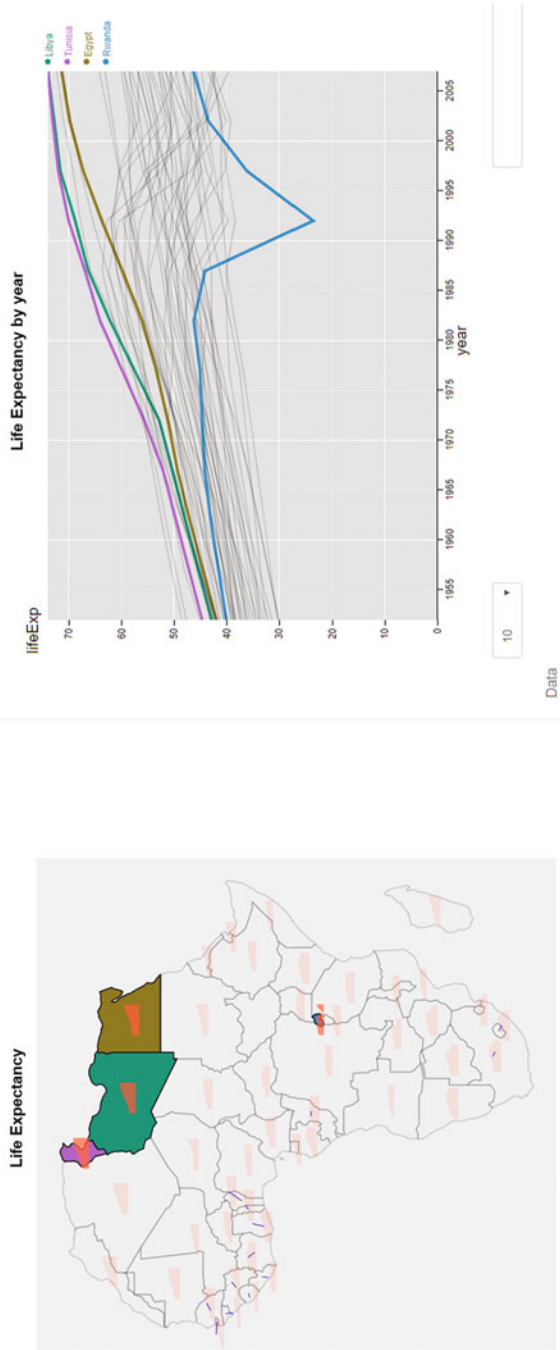 Life Expectancy
Life Expectancy by year
lifeExp
70
60
50
40
30
20
10
0
1955
1960
1965
1970
1975
1980
1985
1990
1995
2000
2005
year
Libya
Tunisia
Egypt
Rwanda
10
Data